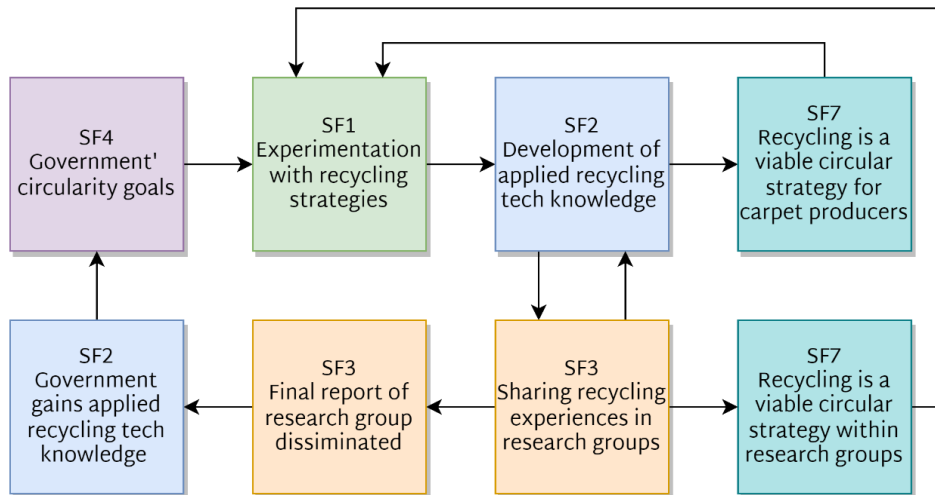 SF4
Government'
circularity goals
SF1
Experimentation
with recycling
strategies
SF2
Development of
applied recycling
tech knowledge
SF7
Recycling is a
viable circular
strategy for
carpet producers
SF2
Government
gains applied
recycling tech
knowledge
SF3
Final report of
research group
dissiminated
SF3
Sharing recycling
experiences in
research groups
SF7
Recycling is a
viable circular
strategy within
research groups